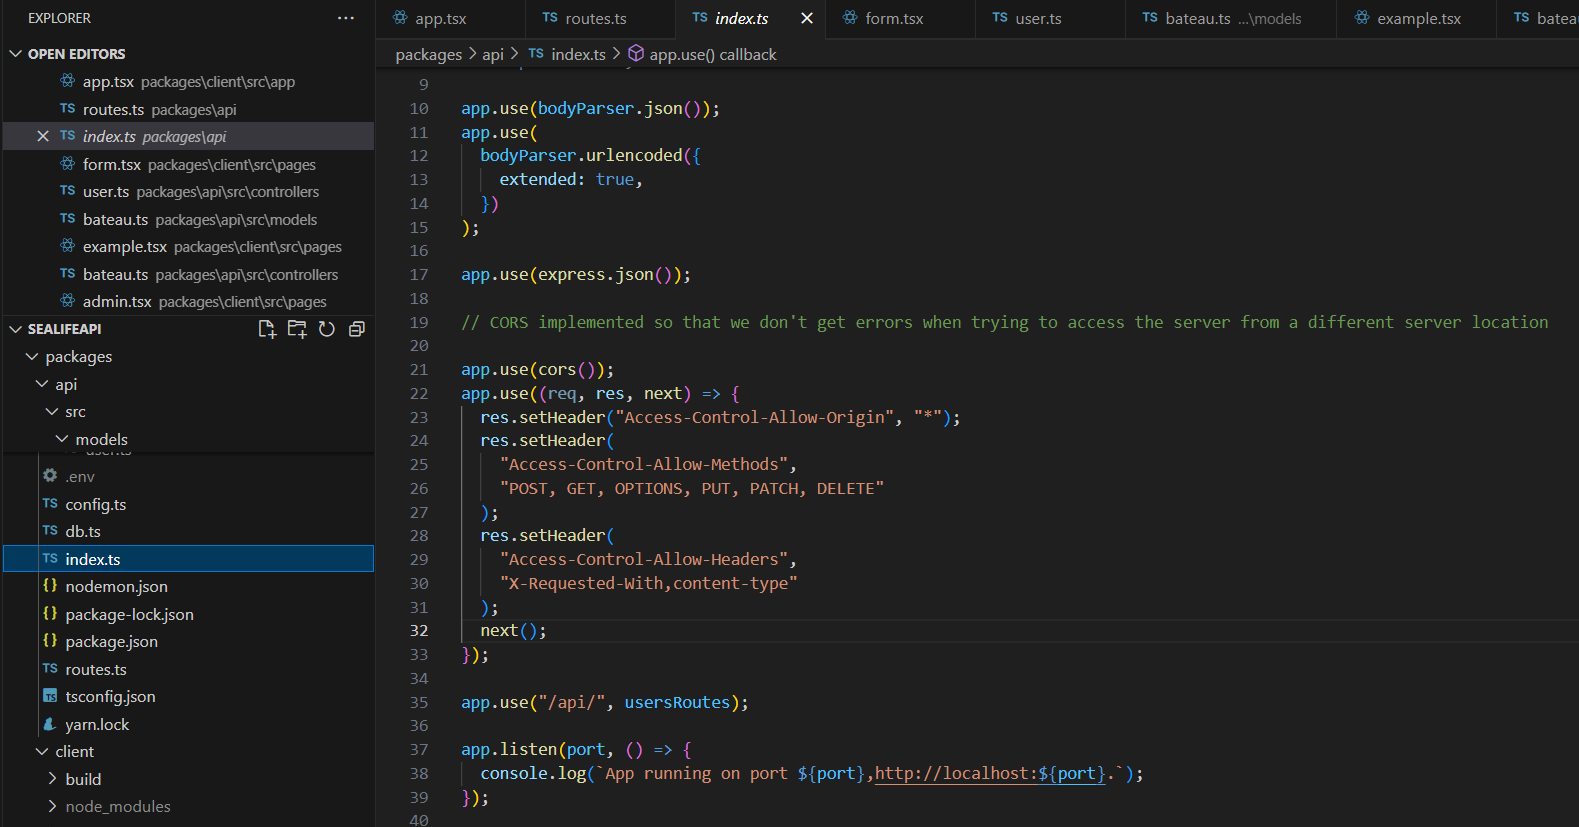 EXPLORER
OPEN EDITORS
app.tsx packages\client\src\app
TS routes.ts packages\api
TS index.ts packages\api
form.tsx packages\client\src\pages
TS user.ts packages\api\src\controllers
TS bateau.ts packages\api\src\models
example.tsx packages\client\src\pages
TS bateau.ts packages\api\src\controllers
admin.tsx packages\client\src\pages
SEALIFEAPI
packages
api
src
models
user.ts
.env
TS config.ts
TS db.ts
TS index.ts
{} nodemon.json
{} package-lock.json
{} package.json
TS routes.ts
TS tsconfig.json
yarn.lock
client
build
node_modules
app.tsx TS routes.ts TS index.ts form.tsx TS user.ts TS bateau.ts ...\models example.tsx TS batea
packages > api > TS index.ts > app.use() callback
9
10 app.use(bodyParser.json());
11 app.use(
12 bodyParser.urlencoded({
13 extended: true,
14 })
15 );
16
17 app.use(express.json());
18
19 // CORS implemented so that we don't get errors when trying to access the server from a different server location
20
21 app.use(cors());
22 app.use((req, res, next) => {
23 res.setHeader("Access-Control-Allow-Origin", "*");
24 res.setHeader(
25 "Access-Control-Allow-Methods",
26 "POST, GET, OPTIONS, PUT, PATCH, DELETE"
27 );
28 res.setHeader(
29 "Access-Control-Allow-Headers",
30 "X-Requested-With,content-type"
31 );
32 next();
33 });
34
35 app.use("/api/", usersRoutes);
36
37 app.listen(port, () => {
38 console.log(`App running on port ${port},http://localhost:${port}.`);
39 });
40